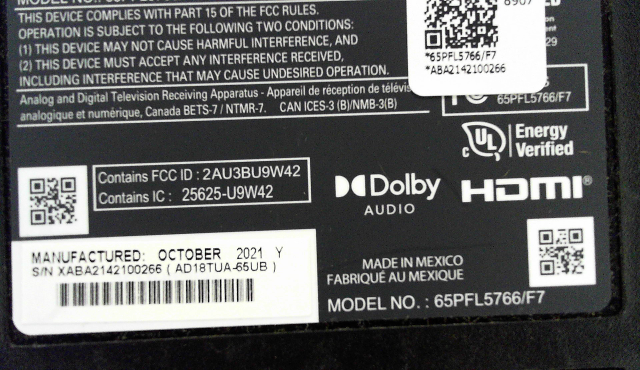 THIS DEVICE COMPLIES WITH PART 15 OF THE FCC RULES.
OPERATION IS SUBJECT TO THE FOLLOWING TWO CONDITIONS:
(1) THIS DEVICE MAY NOT CAUSE HARMFUL INTERFERENCE, AND
(2) THIS DEVICE MUST ACCEPT ANY INTERFERENCE RECEIVED,
INCLUDING INTERFERENCE THAT MAY CAUSE UNDESIRED OPERATION.
Analog and Digital Television Receiving Apparatus - Appareil de réception de
analogique et numérique, Canada BETS-7 / NTMR-7. CAN ICES-3 (B)/NMB-3(B)
8907
*65PFL5766/F7
*ABA2142100266
29
65PFL5766/F7
c UL ®
Energy
Verified
Contains FCC ID : 2AU3BU9W42
Contains IC : 25625-U9W42
Dolby
AUDIO
HDMI®
MANUFACTURED: OCTOBER 2021 Y
S/N XABA2142100266 ( AD18TUA-65UB )
MADE IN MEXICO
FABRIQUÉ AU MEXIQUE
MODEL NO. : 65PFL5766/F7